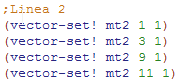 ;Linea 2
(vector-set! mt2 1 1)
(vector-set! mt2 3 1)
(vector-set! mt2 9 1)
(vector-set! mt2 11 1)